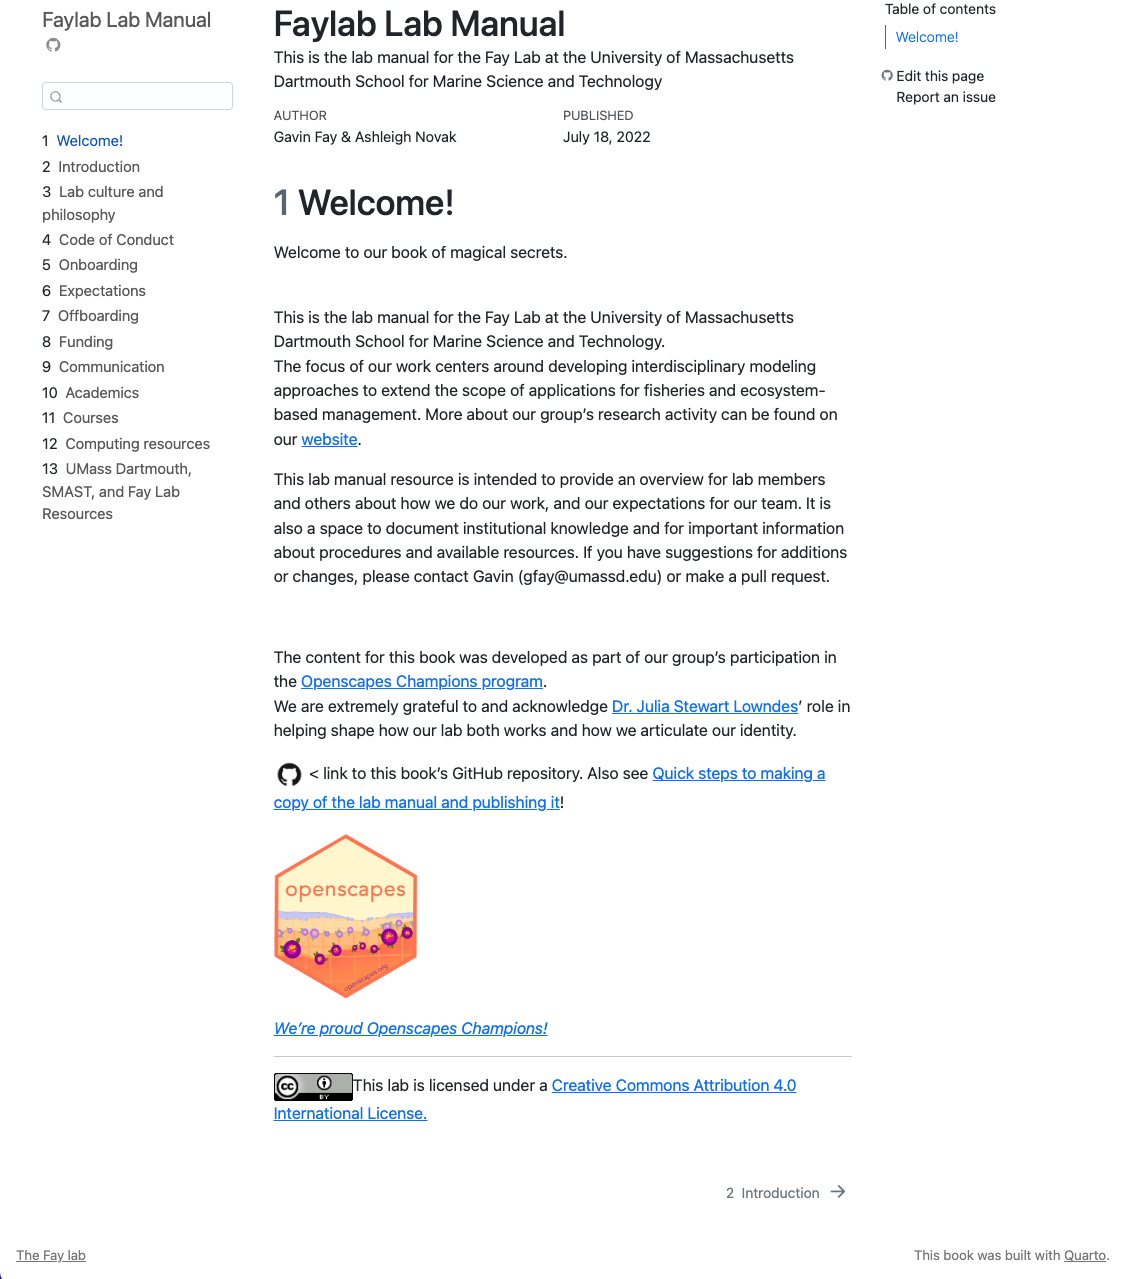 Faylab Lab Manual
1 Welcome!
2 Introduction
3 Lab culture and
philosophy
4 Code of Conduct
5 Onboarding
6 Expectations
7 Offboarding
8 Funding
9 Communication
10 Academics
11 Courses
12 Computing resources
13 UMass Dartmouth,
SMAST, and Fay Lab
Resources
Faylab Lab Manual
This is the lab manual for the Fay Lab at the University of Massachusetts
Dartmouth School for Marine Science and Technology
AUTHOR
Gavin Fay & Ashleigh Novak
PUBLISHED
July 18, 2022
1 Welcome!
Welcome to our book of magical secrets.
This is the lab manual for the Fay Lab at the University of Massachusetts
Dartmouth School for Marine Science and Technology.
The focus of our work centers around developing interdisciplinary modeling
approaches to extend the scope of applications for fisheries and ecosystem-
based management. More about our group’s research activity can be found on
our website.
This lab manual resource is intended to provide an overview for lab members
and others about how we do our work, and our expectations for our team. It is
also a space to document institutional knowledge and for important information
about procedures and available resources. If you have suggestions for additions
or changes, please contact Gavin (gfay@umassd.edu) or make a pull request.
The content for this book was developed as part of our group’s participation in
the Openscapes Champions program.
We are extremely grateful to and acknowledge Dr. Julia Stewart Lowndes’ role in
helping shape how our lab both works and how we articulate our identity.
< link to this book’s GitHub repository. Also see Quick steps to making a
copy of the lab manual and publishing it!
openscapes
openscapes.org
We’re proud Openscapes Champions!
cc BY
This lab is licensed under a Creative Commons Attribution 4.0
International License.
2 Introduction
Table of contents
Welcome!
Edit this page
Report an issue
The Fay lab
This book was built with Quarto.